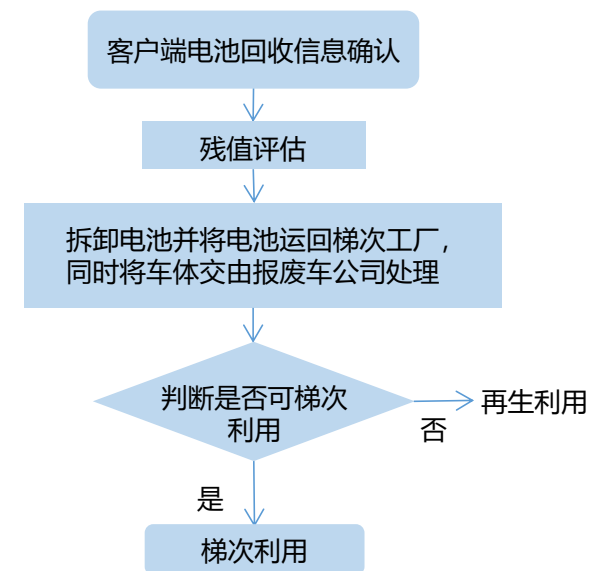 客户端电池回收信息确认
残值评估
拆卸电池并将电池运回梯次工厂，
同时将车体交由报废车公司处理
判断是否可梯次
利用
再生利用
否
是
梯次利用